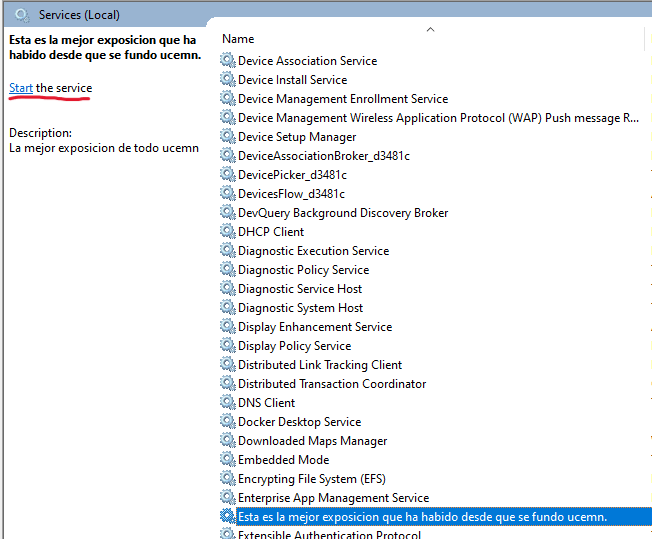 Services (Local)
Esta es la mejor exposicion que ha
habido desde que se fundo ucemn.
Start the service
Description:
La mejor exposicion de todo ucemn
Name
Device Association Service
Device Install Service
Device Management Enrollment Service
Device Management Wireless Application Protocol (WAP) Push message R...
Device Setup Manager
DeviceAssociationBroker_d3481c
DevicePicker_d3481c
DevicesFlow_d3481c
DevQuery Background Discovery Broker
DHCP Client
Diagnostic Execution Service
Diagnostic Policy Service
Diagnostic Service Host
Diagnostic System Host
Display Enhancement Service
Display Policy Service
Distributed Link Tracking Client
Distributed Transaction Coordinator
DNS Client
Docker Desktop Service
Downloaded Maps Manager
Embedded Mode
Encrypting File System (EFS)
Enterprise App Management Service
Esta es la mejor exposicion que ha habido desde que se fundo ucemn.
Extensible Authentication Protocol